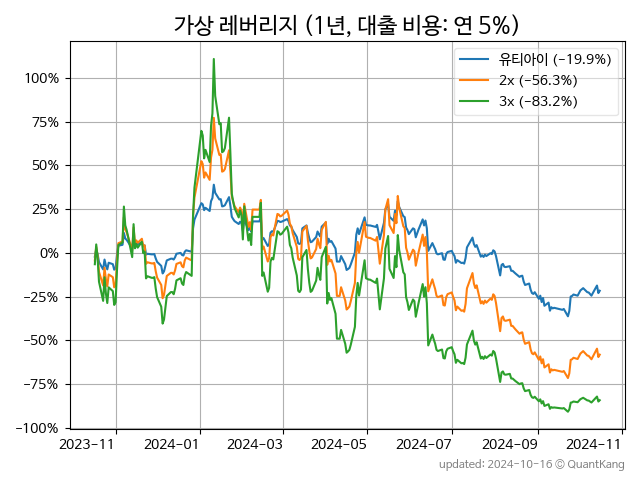 가상 레버리지 (1년, 대출 비용: 연 5%)
유티아이 (-19.9%)
2x (-56.3%)
3x (-83.2%)
100%
75%
50%
25%
0%
−25%
−50%
−75%
−100%
2023-11 2024-01 2024-03 2024-05 2024-07 2024-09 2024-11
updated: 2024-10-16 © QuantKang